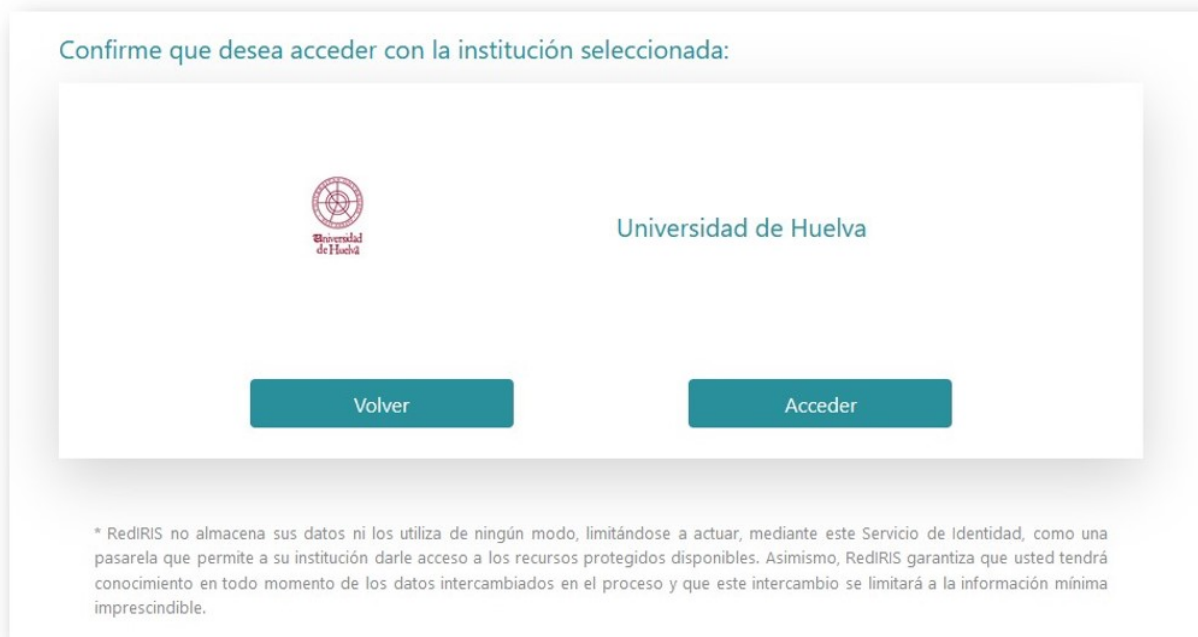 Confirme que desea acceder con la institución seleccionada:
Universidad
de Huelva
Universidad de Huelva
Volver
Acceder
* RedIRIS no almacena sus datos ni los utiliza de ningún modo, limitándose a actuar, mediante este Servicio de Identidad, como una
pasarela que permite a su institución darle acceso a los recursos protegidos disponibles. Asimismo, RedIRIS garantiza que usted tendrá
conocimiento en todo momento de los datos intercambiados en el proceso y que este intercambio se limitará a la información mínima
imprescindible.